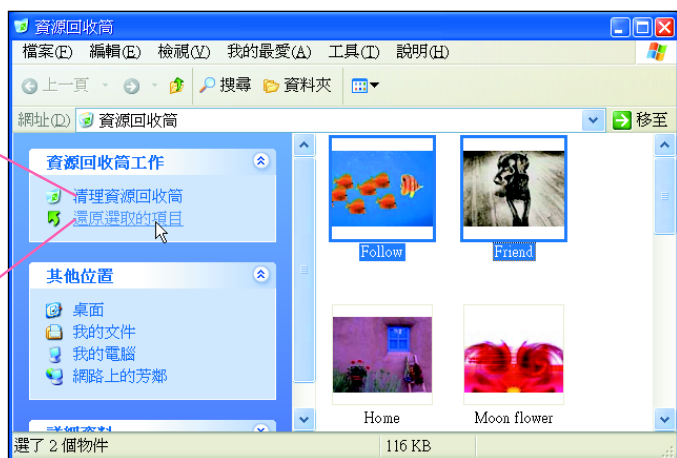 資源回收筒
檔案(F) 編輯(E) 檢視(V) 我的最愛(A) 工具(T) 說明(H)
上一頁 搜尋 資料夾
網址(D) 資源回收筒 移至
資源回收筒工作
清理資源回收筒
還原選取的項目
其他位置
桌面
我的文件
我的電腦
網路上的芳鄰
詳細資料
Follow
Friend
Home
Moon flower
選了 2 個物件 116 KB